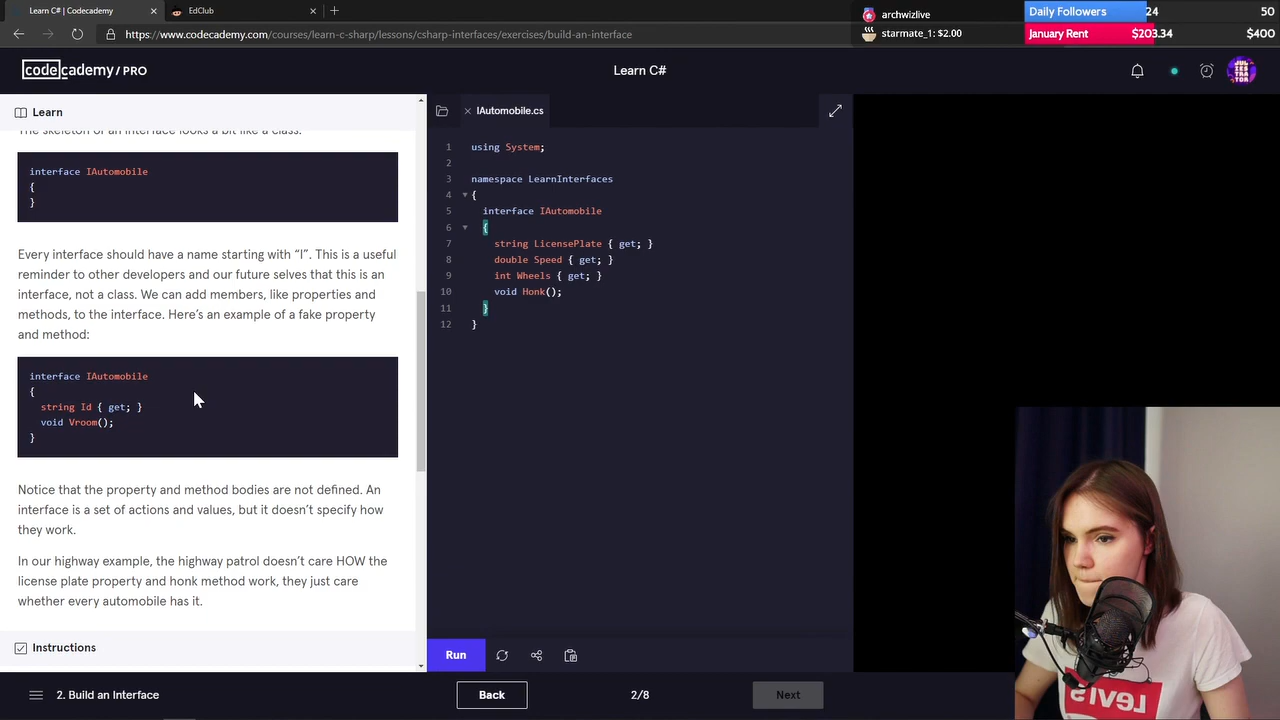 Learn C# | Codecademy
EdClub
https://www.codecademy.com/courses/learn-c-sharp/lessons/csharp-interfaces/exercises/build-an-interface
archwizlive
starmate_1: $2.00
Daily Followers 24 50
January Rent $203.34 $400
codecademy/PRO
Learn C#
Learn
The skeleton of an interface looks a bit like a class:
interface IAutomobile
{
}
Every interface should have a name starting with “I”. This is a useful
reminder to other developers and our future selves that this is an
interface, not a class. We can add members, like properties and
methods, to the interface. Here’s an example of a fake property
and method:
interface IAutomobile
{
string Id { get; }
void Vroom();
}
Notice that the property and method bodies are not defined. An
interface is a set of actions and values, but it doesn’t specify how
they work.
In our highway example, the highway patrol doesn’t care HOW the
license plate property and honk method work, they just care
whether every automobile has it.
Instructions
IAutomobile.cs
1 using System;
2
3 namespace LearnInterfaces
4 {
5 interface IAutomobile
6 {
7 string LicensePlate { get; }
8 double Speed { get; }
9 int Wheels { get; }
10 void Honk();
11 }
12 }
Run
2. Build an Interface
Back
2/8
Next
LEVI'S